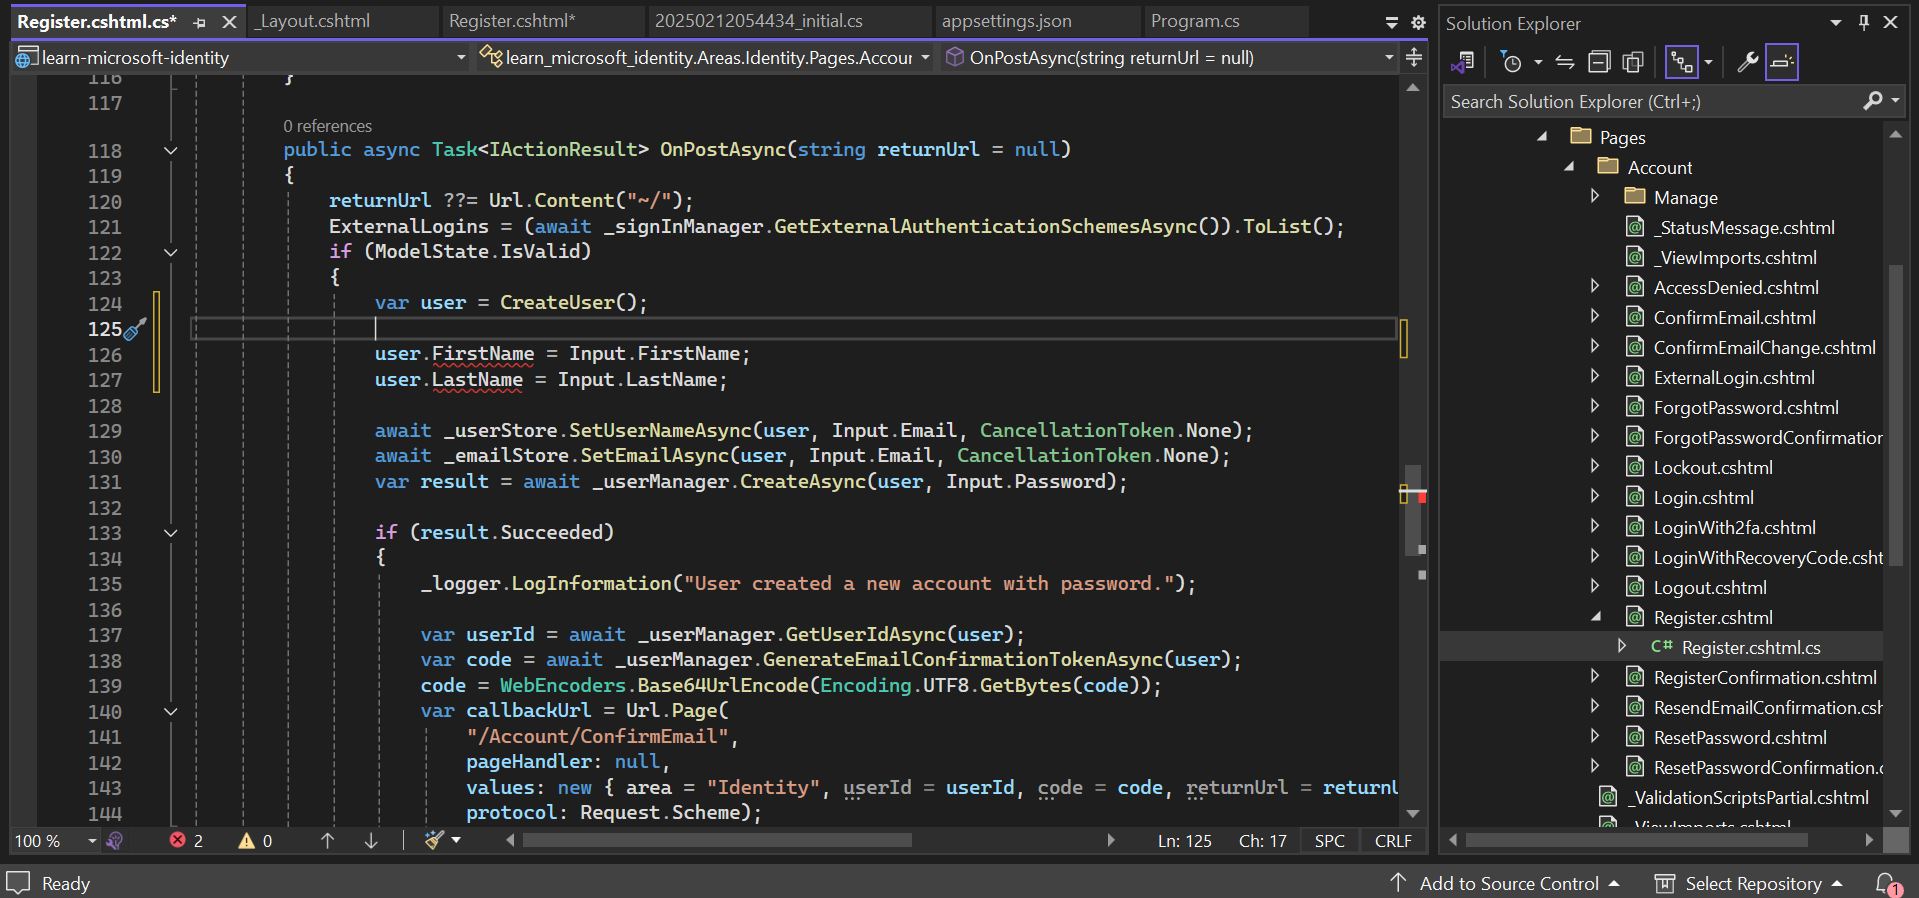 Register.cshtml.cs*
_Layout.cshtml
Register.cshtml*
20250212054434_initial.cs
appsettings.json
Program.cs
learn-microsoft-identity
learn_microsoft_identity.Areas.Identity.Pages.Accour
OnPostAsync(string returnUrl = null)
116 }
117
0 references
118 public async Task<IActionResult> OnPostAsync(string returnUrl = null)
119 {
120 returnUrl ??= Url.Content("~/");
121 ExternalLogins = (await _signInManager.GetExternalAuthenticationSchemesAsync()).ToList();
122 if (ModelState.IsValid)
123 {
124 var user = CreateUser();
125
126 user.FirstName = Input.FirstName;
127 user.LastName = Input.LastName;
128
129 await _userStore.SetUserNameAsync(user, Input.Email, CancellationToken.None);
130 await _emailStore.SetEmailAsync(user, Input.Email, CancellationToken.None);
131 var result = await _userManager.CreateAsync(user, Input.Password);
132
133 if (result.Succeeded)
134 {
135 _logger.LogInformation("User created a new account with password.");
136
137 var userId = await _userManager.GetUserIdAsync(user);
138 var code = await _userManager.GenerateEmailConfirmationTokenAsync(user);
139 code = WebEncoders.Base64UrlEncode(Encoding.UTF8.GetBytes(code));
140 var callbackUrl = Url.Page(
141 "/Account/ConfirmEmail",
142 pageHandler: null,
143 values: new { area = "Identity", userId = userId, code = code, returnUrl = returnU
144 protocol: Request.Scheme);
100 %
2
0
Ln: 125
Ch: 17
SPC
CRLF
Solution Explorer
Search Solution Explorer (Ctrl+;)
Pages
Account
Manage
_StatusMessage.cshtml
_ViewImports.cshtml
AccessDenied.cshtml
ConfirmEmail.cshtml
ConfirmEmailChange.cshtml
ExternalLogin.cshtml
ForgotPassword.cshtml
ForgotPasswordConfirmation
Lockout.cshtml
Login.cshtml
LoginWith2fa.cshtml
LoginWithRecoveryCode.csht
Logout.cshtml
Register.cshtml
C# Register.cshtml.cs
RegisterConfirmation.cshtml
ResendEmailConfirmation.csh
ResetPassword.cshtml
ResetPasswordConfirmation.c
_ValidationScriptsPartial.cshtml
_ViewImports.cshtml
Ready
Add to Source Control
Select Repository
1